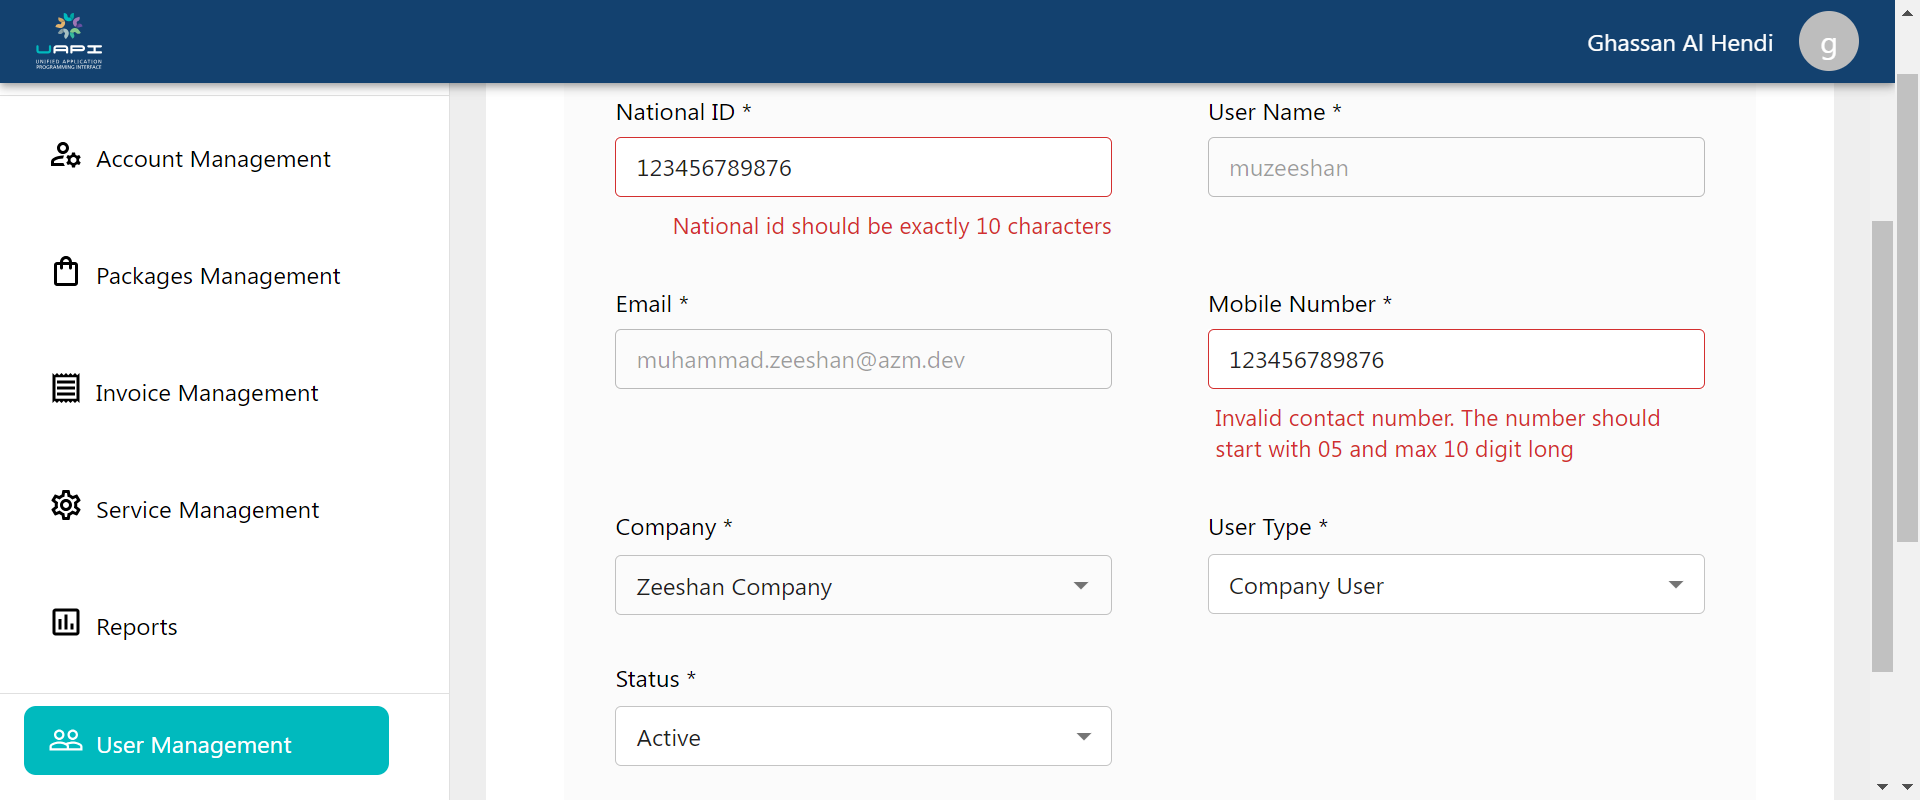 UAPI
UNIFIED APPLICATION
PROGRAMMING INTERFACE
Ghassan Al Hendi
g
Account Management
Packages Management
Invoice Management
Service Management
Reports
User Management
National ID *
123456789876
National id should be exactly 10 characters
User Name *
muzeeshan
Email *
muhammad.zeeshan@azm.dev
Mobile Number *
123456789876
Invalid contact number. The number should
start with 05 and max 10 digit long
Company *
Zeeshan Company
User Type *
Company User
Status *
Active